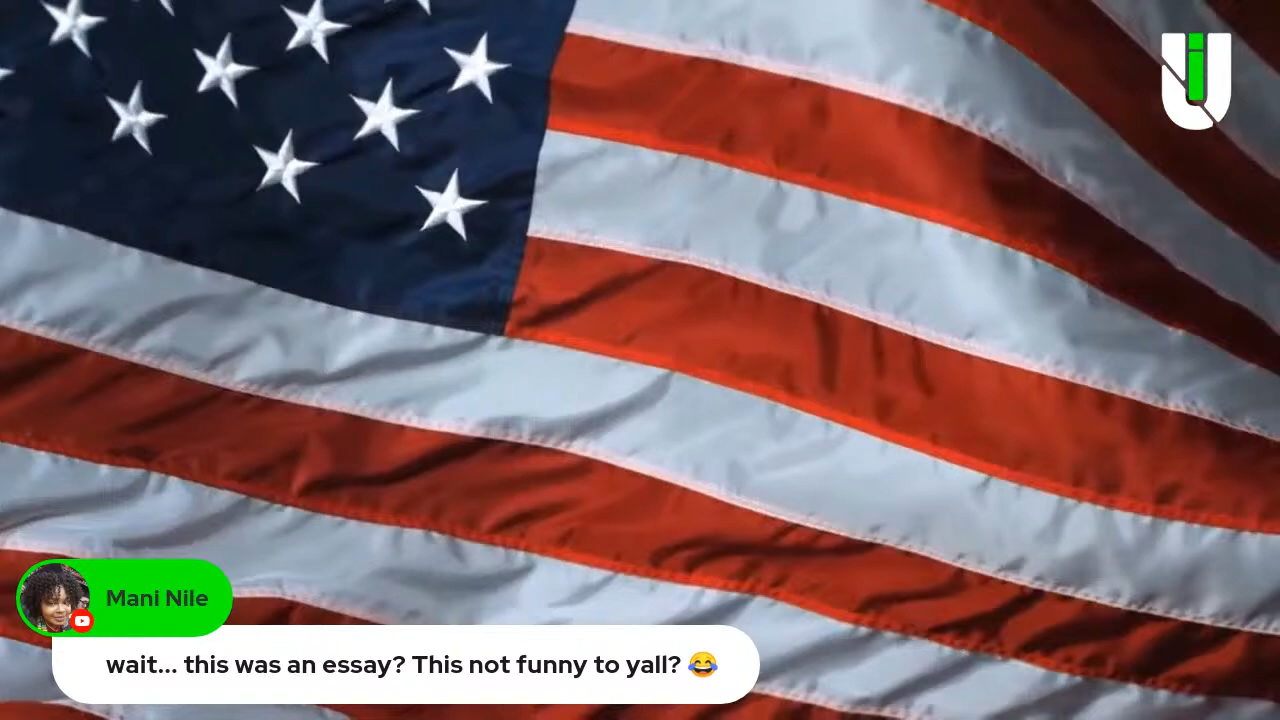 Mani Nile
wait... this was an essay? This not funny to yall? 😂